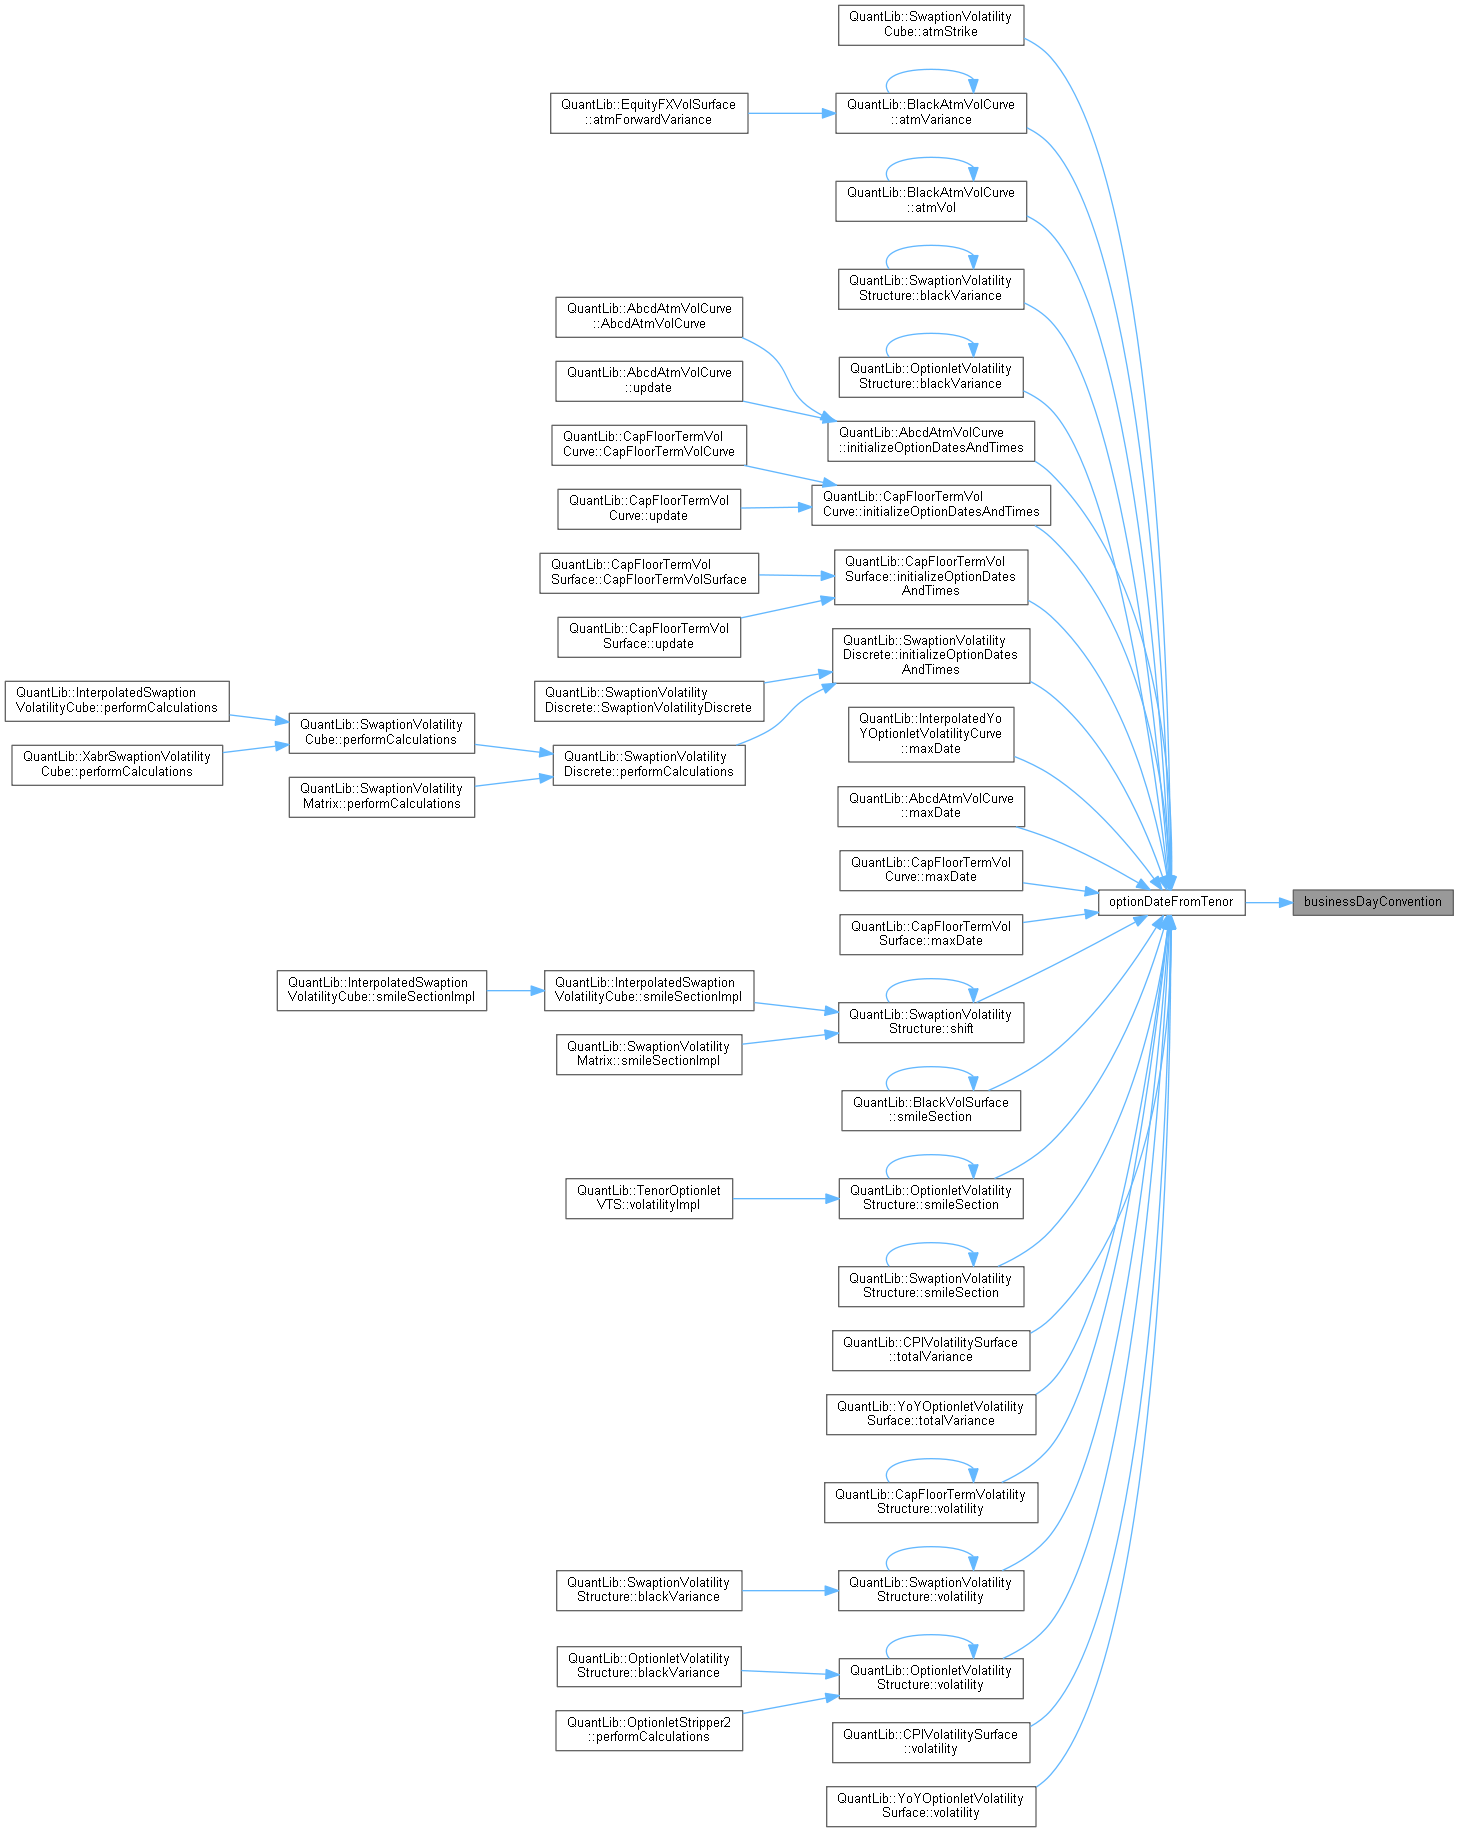 QuantLib::SwaptionVolatility
Cube::atmStrike
QuantLib::EquityFXVolSurface
::atmForwardVariance
QuantLib::BlackAtmVolCurve
::atmVariance
QuantLib::BlackAtmVolCurve
::atmVol
QuantLib::SwaptionVolatility
Structure::blackVariance
QuantLib::AbcdAtmVolCurve
::AbcdAtmVolCurve
QuantLib::OptionletVolatility
Structure::blackVariance
QuantLib::AbcdAtmVolCurve
::update
QuantLib::AbcdAtmVolCurve
::initializeOptionDatesAndTimes
QuantLib::CapFloorTermVol
Curve::CapFloorTermVolCurve
QuantLib::CapFloorTermVol
Curve::initializeOptionDatesAndTimes
QuantLib::CapFloorTermVol
Curve::update
QuantLib::CapFloorTermVol
Surface::CapFloorTermVolSurface
QuantLib::CapFloorTermVol
Surface::initializeOptionDates
AndTimes
QuantLib::CapFloorTermVol
Surface::update
QuantLib::SwaptionVolatility
Discrete::initializeOptionDates
AndTimes
QuantLib::InterpolatedSwaption
VolatilityCube::performCalculations
QuantLib::SwaptionVolatility
Discrete::SwaptionVolatilityDiscrete
QuantLib::SwaptionVolatility
Cube::performCalculations
QuantLib::InterpolatedYo
YOptionletVolatilityCurve
::maxDate
QuantLib::XabrSwaptionVolatility
Cube::performCalculations
QuantLib::SwaptionVolatility
Discrete::performCalculations
QuantLib::SwaptionVolatility
Matrix::performCalculations
QuantLib::AbcdAtmVolCurve
::maxDate
QuantLib::CapFloorTermVol
Curve::maxDate
optionDateFromTenor
businessDayConvention
QuantLib::CapFloorTermVol
Surface::maxDate
QuantLib::InterpolatedSwaption
VolatilityCube::smileSectionImpl
QuantLib::InterpolatedSwaption
VolatilityCube::smileSectionImpl
QuantLib::SwaptionVolatility
Structure::shift
QuantLib::SwaptionVolatility
Matrix::smileSectionImpl
QuantLib::BlackVolSurface
::smileSection
QuantLib::TenorOptionlet
VTS::volatilityImpl
QuantLib::OptionletVolatility
Structure::smileSection
QuantLib::SwaptionVolatility
Structure::smileSection
QuantLib::CPIVolatilitySurface
::totalVariance
QuantLib::YoYOptionletVolatility
Surface::totalVariance
QuantLib::CapFloorTermVolatility
Structure::volatility
QuantLib::SwaptionVolatility
Structure::blackVariance
QuantLib::SwaptionVolatility
Structure::volatility
QuantLib::OptionletVolatility
Structure::blackVariance
QuantLib::OptionletVolatility
Structure::volatility
QuantLib::OptionletStripper2
::performCalculations
QuantLib::CPIVolatilitySurface
::volatility
QuantLib::YoYOptionletVolatility
Surface::volatility